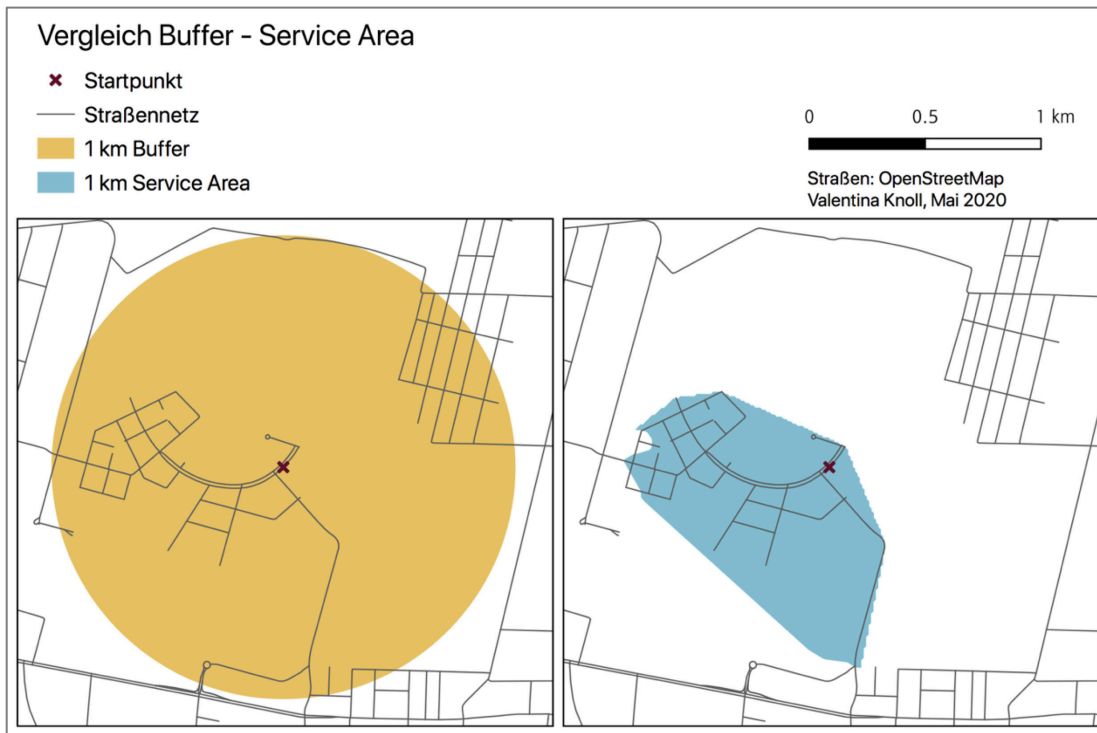 Vergleich Buffer - Service Area
Startpunkt
Straßennetz
1 km Buffer
1 km Service Area
0 0.5 1 km
Straßen: OpenStreetMap
Valentina Knoll, Mai 2020